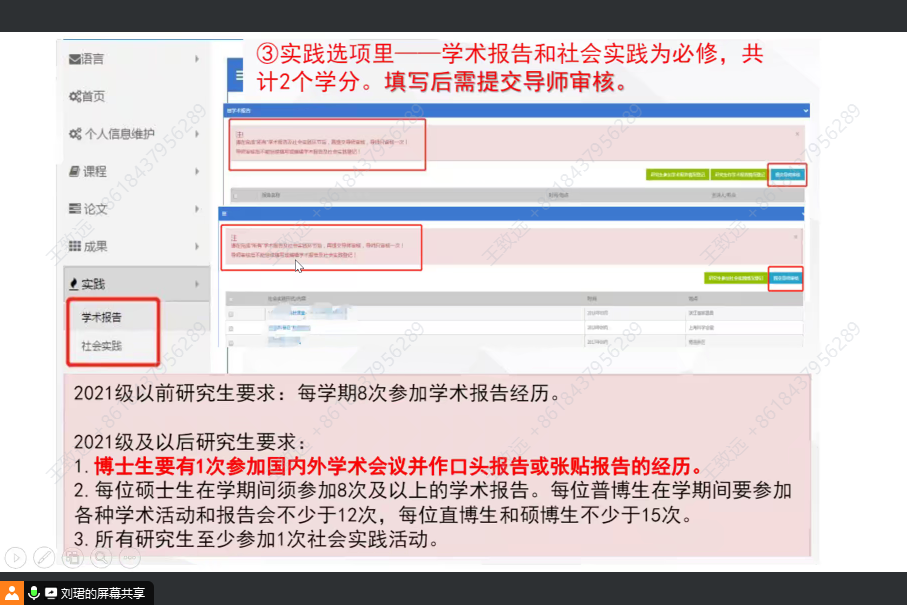 ③实践选项里——学术报告和社会实践为必修，共
计2个学分。填写后需提交导师审核。
语言
首页
个人信息维护
课程
论文
成果
实践
学术报告
社会实践
注
注
时间
地点
2021级以前研究生要求：每学期8次参加学术报告经历。
2021级及以后研究生要求：
1. 博士生要有1次参加国内外学术会议并作口头报告或张贴报告的经历。
2. 每位硕士生在学期间须参加8次及以上的学术报告。每位普博生在学期间要参加
各种学术活动和报告会不少于12次，每位直博生和硕博生不少于15次。
3. 所有研究生至少参加1次社会实践活动。
王致远 +8618437956289
刘珺的屏幕共享